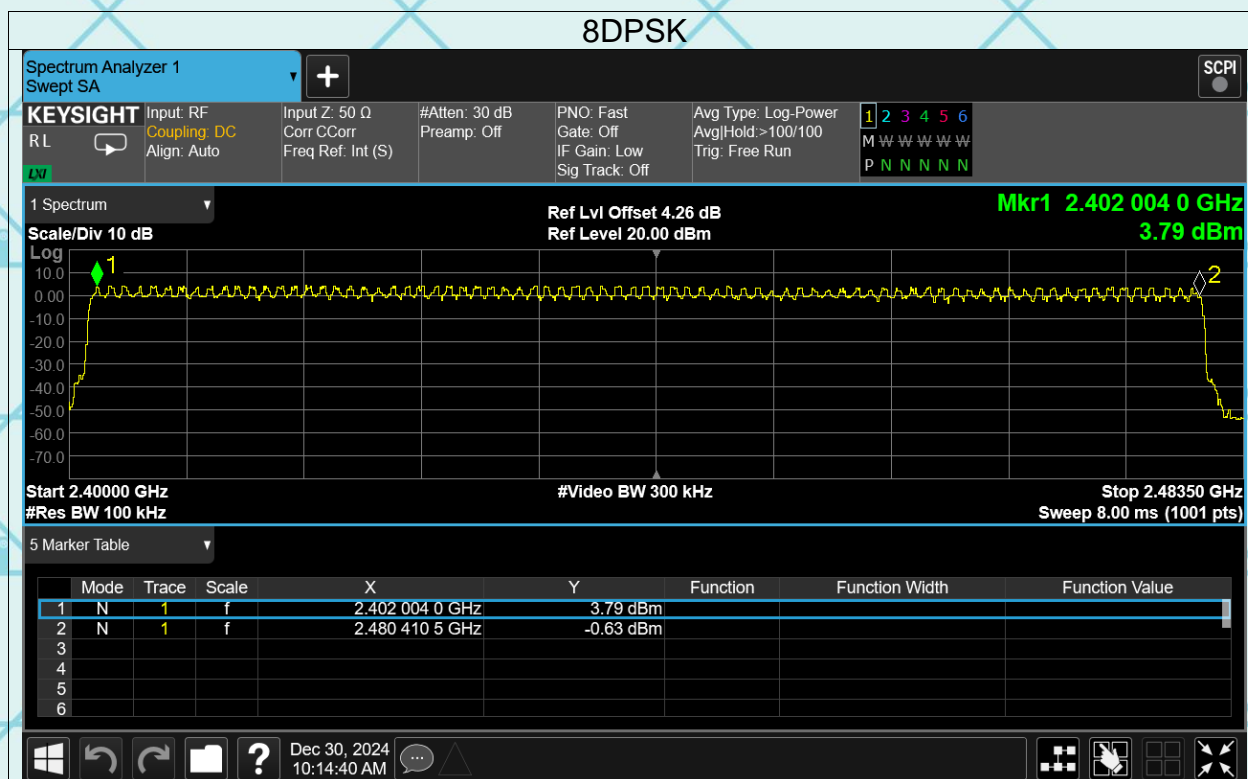 8DPSK
Spectrum Analyzer 1
Swept SA
+
SCPI
KEYSIGHT
RL
LXI
Input: RF
Coupling: DC
Align: Auto
Input Z: 50 Ω
Corr CCorr
Freq Ref: Int (S)
#Atten: 30 dB
Preamp: Off
PNO: Fast
Gate: Off
IF Gain: Low
Sig Track: Off
Avg Type: Log-Power
Avg|Hold:>100/100
Trig: Free Run
1 2 3 4 5 6
M W W W W W
P N N N N N
1 Spectrum
Scale/Div 10 dB
Ref Lvl Offset 4.26 dB
Ref Level 20.00 dBm
Mkr1 2.402 004 0 GHz
3.79 dBm
Log
1
2
10.0
0.00
-10.0
-20.0
-30.0
-40.0
-50.0
-60.0
-70.0
Start 2.40000 GHz
#Video BW 300 kHz
Stop 2.48350 GHz
#Res BW 100 kHz
Sweep 8.00 ms (1001 pts)
5 Marker Table
Mode Trace Scale X Y Function Function Width Function Value
1 N 1 f 2.402 004 0 GHz 3.79 dBm
2 N 1 f 2.480 410 5 GHz -0.63 dBm
3
4
5
6
?
Dec 30, 2024
10:14:40 AM